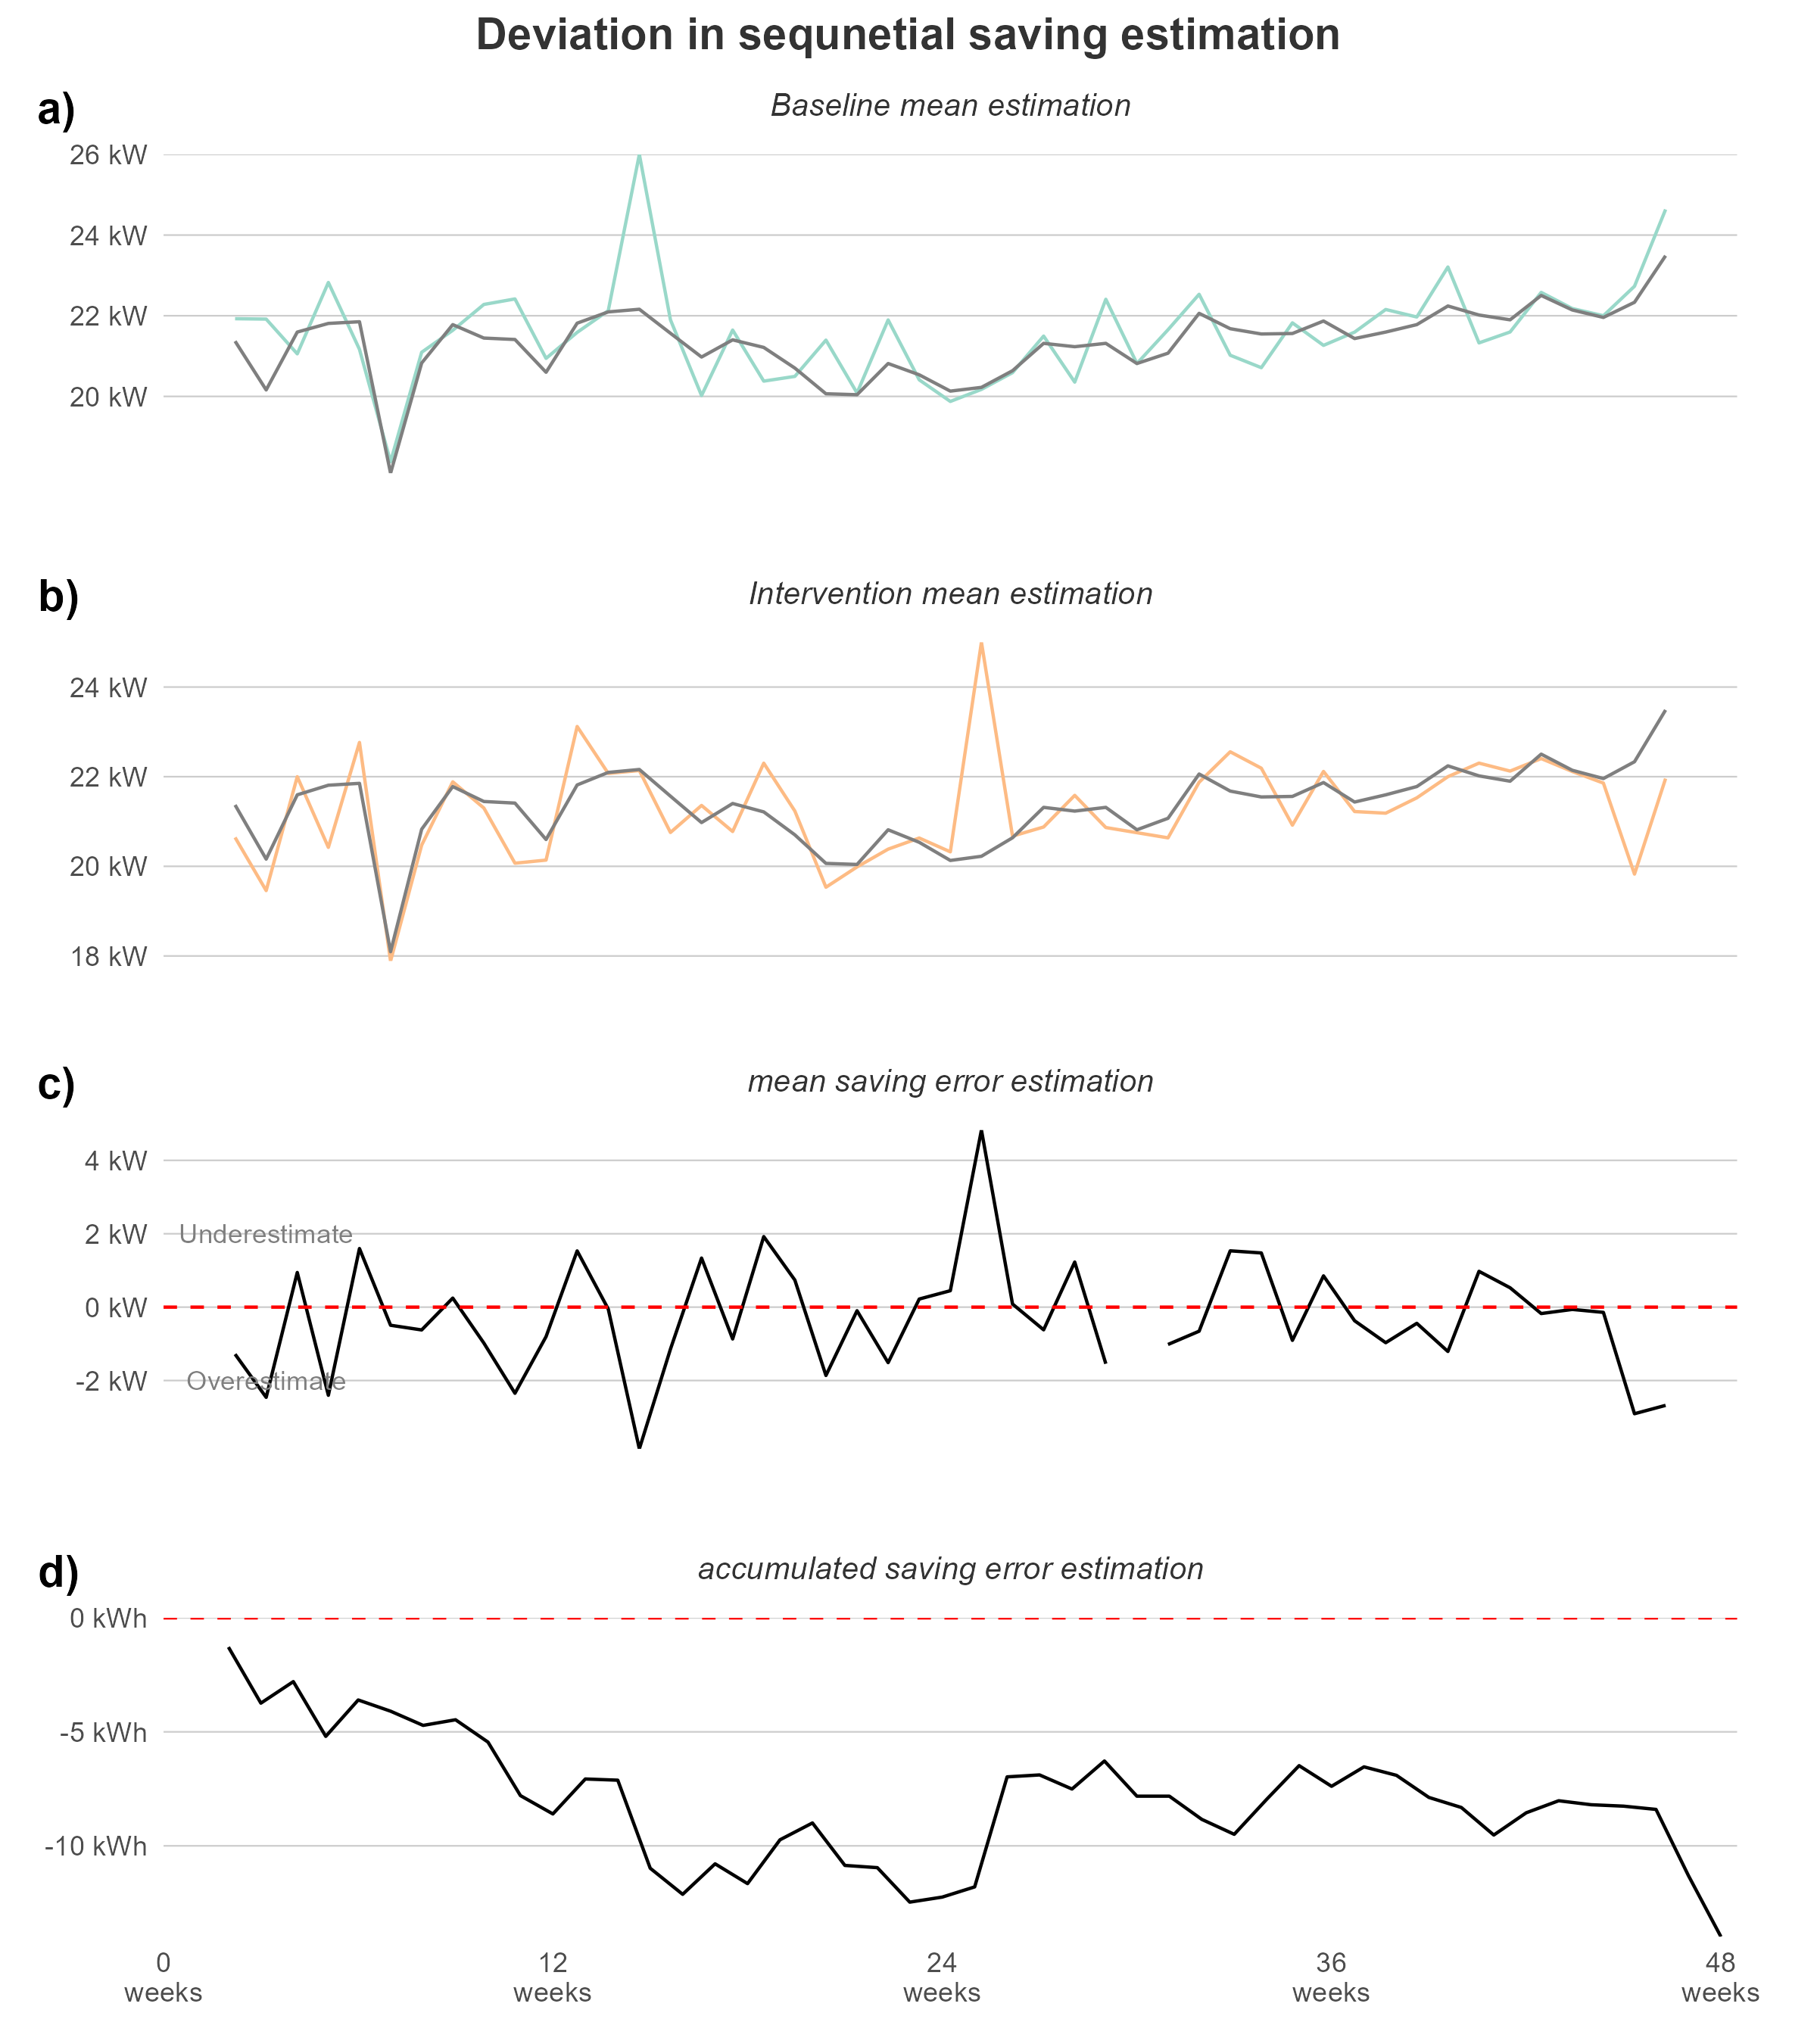 Deviation in sequnetial saving estimation
a)
Baseline mean estimation
26 kW
24 kW
22 kW
20 kW
b)
Intervention mean estimation
24 kW
22 kW
20 kW
18 kW
c)
mean saving error estimation
4 kW
2 kW
Underestimate
0 kW
-2 kW
Overestimate
d)
accumulated saving error estimation
0 kWh
-5 kWh
-10 kWh
0 12 24 36 48
weeks weeks weeks weeks weeks